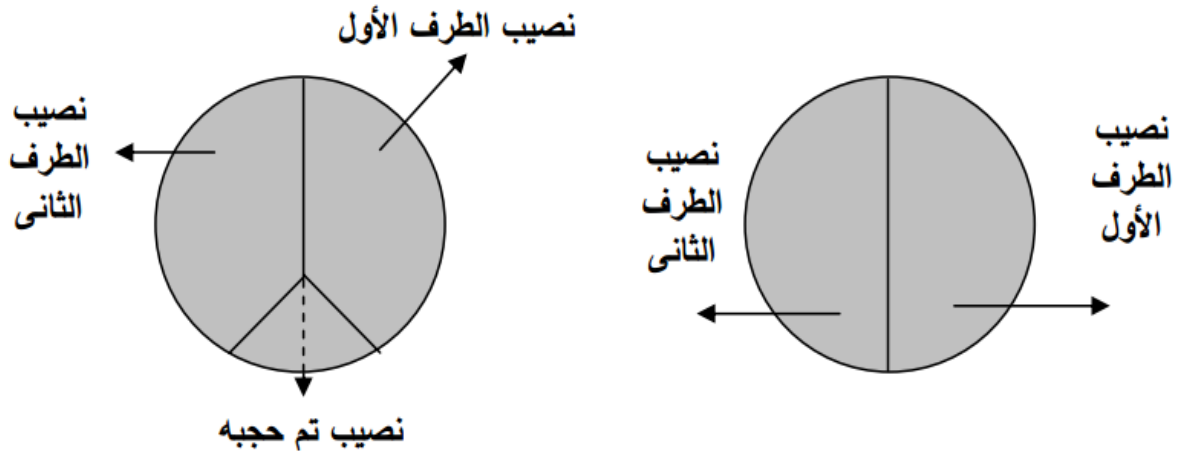 نصيب الطرف الأول
نصيب
الطرف
الثانى
نصيب تم حجبه
نصيب
الطرف
الأول
نصيب
الطرف
الثانى